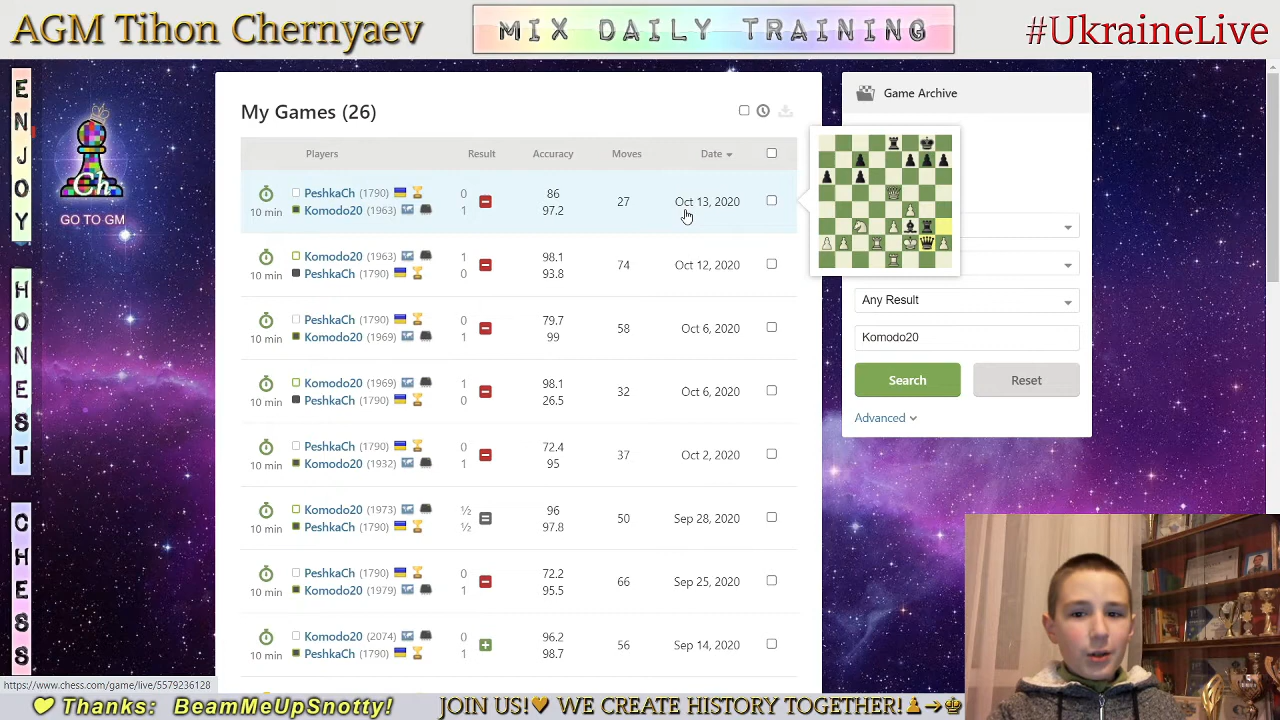 AGM Tihon Chernyaev
MIX DAILY TRAINING
#UkraineLive
ENJOY
HONEST
CHESS
Ch
GO TO GM
My Games (26)
Players Result Accuracy Moves Date
10 min PeshkaCh (1790) 0 86 27 Oct 13, 2020
Komodo20 (1963) 1 97.2
10 min Komodo20 (1963) 1 98.1 74 Oct 12, 2020
PeshkaCh (1790) 0 93.8
10 min PeshkaCh (1790) 0 79.7 58 Oct 6, 2020
Komodo20 (1969) 1 99
10 min Komodo20 (1969) 1 98.1 32 Oct 6, 2020
PeshkaCh (1790) 0 26.5
10 min PeshkaCh (1790) 0 72.4 37 Oct 2, 2020
Komodo20 (1932) 1 95
10 min Komodo20 (1973) ½ 96 50 Sep 28, 2020
PeshkaCh (1790) ½ 97.8
10 min PeshkaCh (1790) 0 72.2 66 Sep 25, 2020
Komodo20 (1979) 1 95.5
10 min Komodo20 (2074) 0 96.2 56 Sep 14, 2020
PeshkaCh (1790) 1 98.7
Game Archive
Any Result
Komodo20
Search Reset
Advanced
https://www.chess.com/game/live/5579236128
Thanks: BeamMeUpSnotty!
JOIN US! WE CREATE HISTORY TOGETHER!